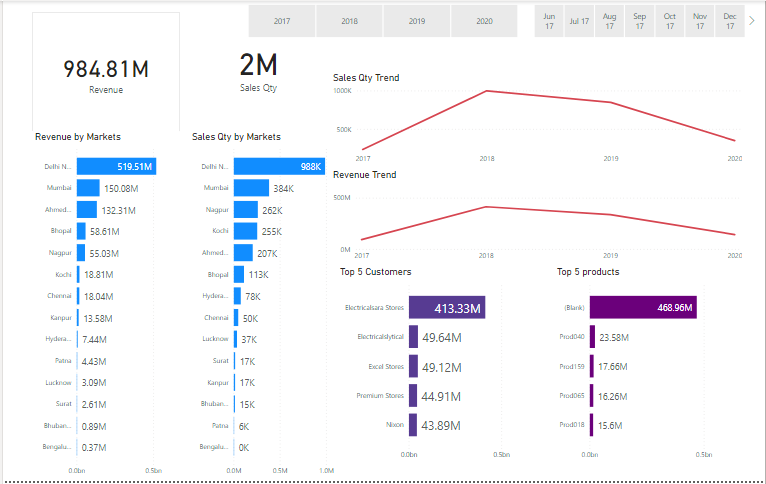 2017 2018 2019 2020
Jun 17 Jul 17 Aug 17 Sep 17 Oct 17 Nov 17 Dec 17
984.81M
Revenue
2M
Sales Qty
Revenue by Markets
Delhi N... 519.51M
Mumbai 150.08M
Ahmed... 132.31M
Bhopal 58.61M
Nagpur 55.03M
Kochi 18.81M
Chennai 18.04M
Kanpur 13.58M
Hydera... 7.44M
Patna 4.43M
Lucknow 3.09M
Surat 2.61M
Bhuban... 0.89M
Bengalu... 0.37M
0.0bn 0.5bn
Sales Qty by Markets
Delhi N... 988K
Mumbai 384K
Nagpur 262K
Kochi 255K
Ahmed... 207K
Bhopal 113K
Hydera... 78K
Chennai 50K
Lucknow 37K
Surat 17K
Kanpur 17K
Bhuban... 15K
Patna 6K
Bengalu... 0K
0.0M 0.5M 1.0M
Sales Qty Trend
1000K
500K
2017 2018 2019 2020
Revenue Trend
500M
0M
2017 2018 2019 2020
Top 5 Customers
Electricalsara Stores 413.33M
Electricalslytical 49.64M
Excel Stores 49.12M
Premium Stores 44.91M
Nixon 43.89M
0.0bn 0.5bn
Top 5 products
(Blank) 468.96M
Prod040 23.58M
Prod159 17.66M
Prod065 16.26M
Prod018 15.6M
0.0bn 0.5bn